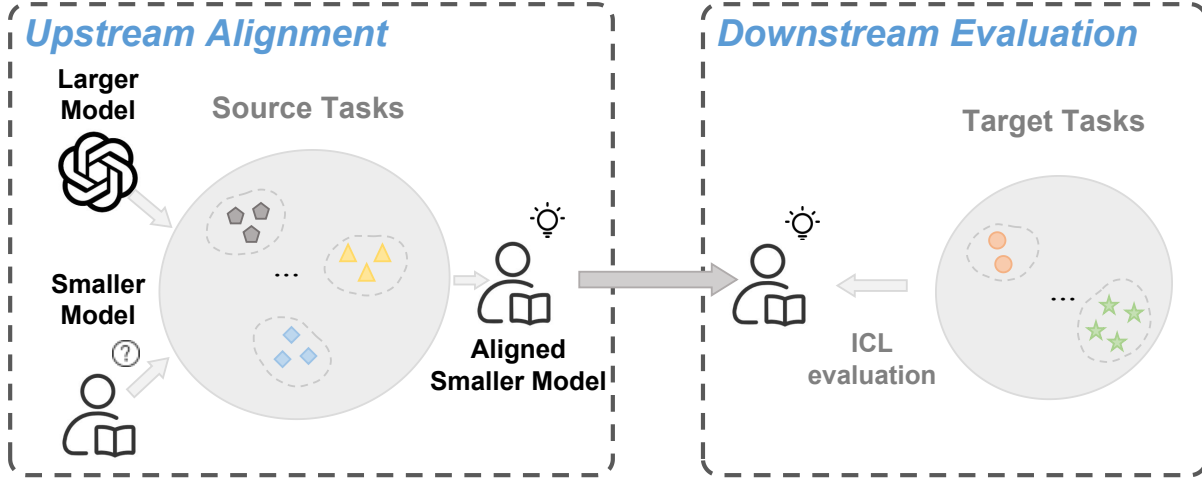 Upstream Alignment
Larger
Model
Source Tasks
...
Smaller
Model
?
Aligned
Smaller Model
Downstream Evaluation
Target Tasks
...
ICL
evaluation